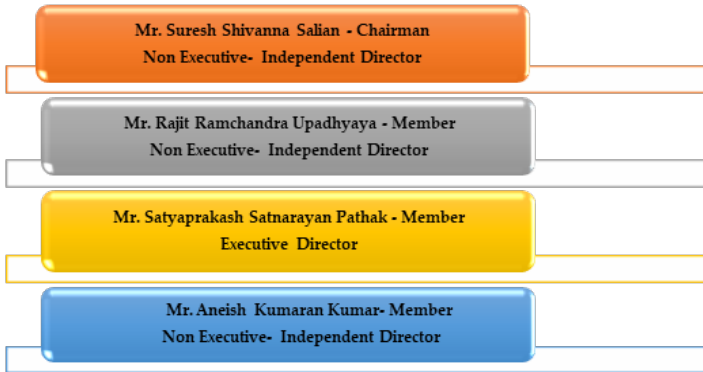 Mr. Suresh Shivanna Salian - Chairman
Non Executive- Independent Director
Mr. Rajit Ramchandra Upadhyaya - Member
Non Executive- Independent Director
Mr. Satyaprakash Satnarayan Pathak - Member
Executive Director
Mr. Aneish Kumaran Kumar- Member
Non Executive- Independent Director